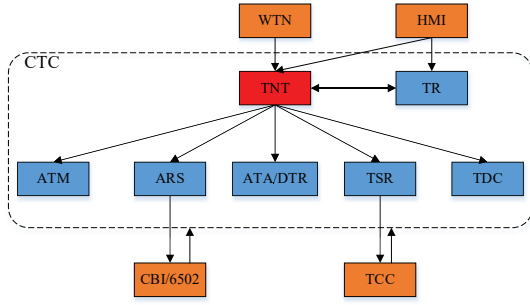 WTN
HMI
CTC
TNT
TR
ATM
ARS
ATA/DTR
TSR
TDC
CBI/6502
TCC